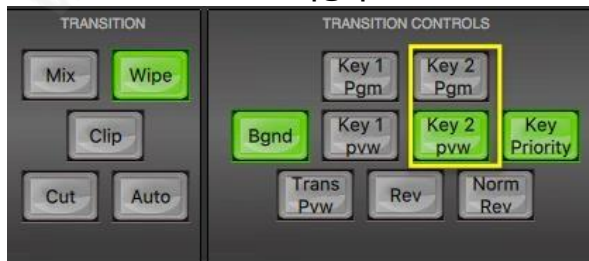 TRANSITION
Mix
Wipe
Clip
Cut
Auto
TRANSITION CONTROLS
Key 1
Pgm
Key 2
Pgm
Bgnd
Key 1
pvw
Key 2
pvw
Key
Priority
Trans
Pvw
Rev
Norm
Rev